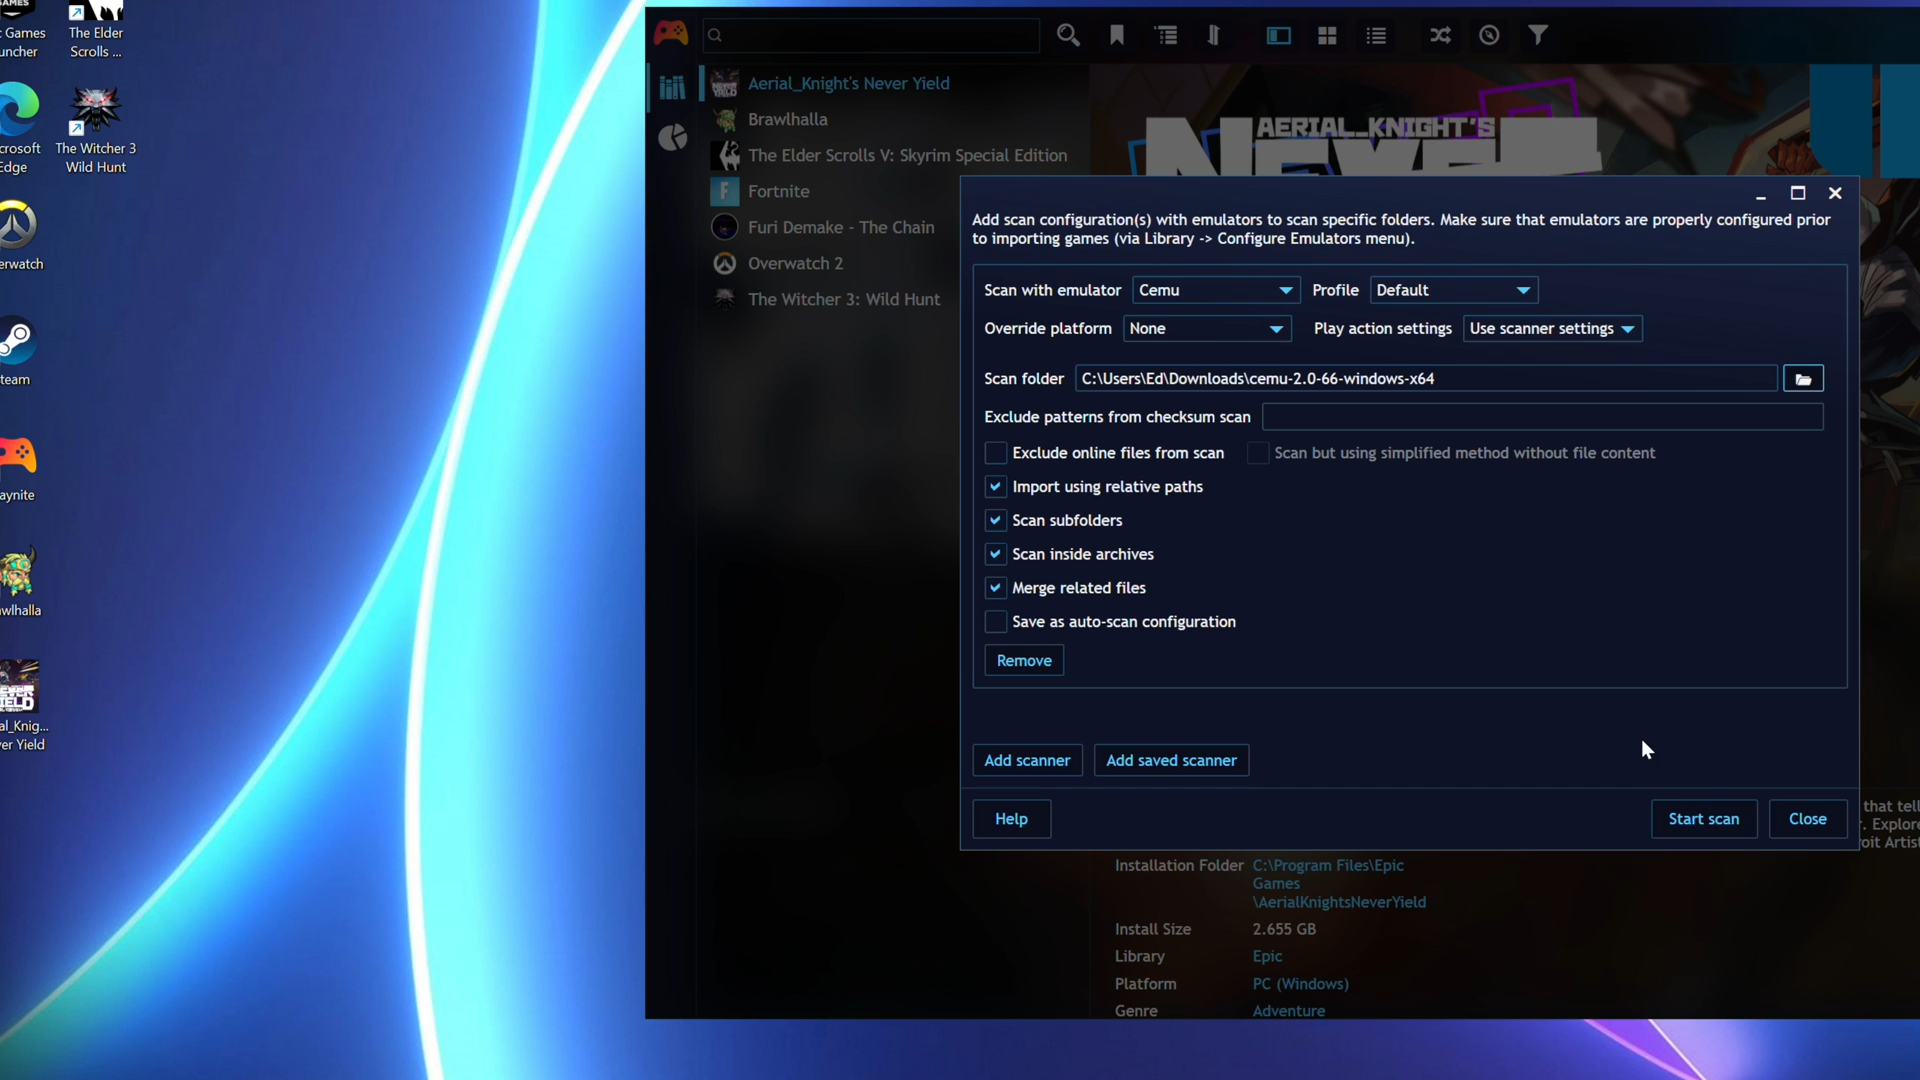 GAMES
c Games
uncher
The Elder
Scrolls ...
crosoft
Edge
The Witcher 3
Wild Hunt
erwatch
team
aynite
awlhalla
al_Knig...
er Yield
Aerial_Knight's Never Yield
Brawlhalla
The Elder Scrolls V: Skyrim Special Edition
F
Fortnite
Furi Demake - The Chain
Overwatch 2
The Witcher 3: Wild Hunt
AERIAL_KNIGHT'S
Add scan configuration(s) with emulators to scan specific folders. Make sure that emulators are properly configured prior
to importing games (via Library -> Configure Emulators menu).
Scan with emulator Cemu Profile Default
Override platform None Play action settings Use scanner settings
Scan folder C:\Users\Ed\Downloads\cemu-2.0-66-windows-x64
Exclude patterns from checksum scan
Exclude online files from scan Scan but using simplified method without file content
Import using relative paths
Scan subfolders
Scan inside archives
Merge related files
Save as auto-scan configuration
Remove
Add scanner Add saved scanner
Help Start scan Close
that tell
r. Explore
roit Artis
Installation Folder C:\Program Files\Epic
Games
\AerialKnightsNeverYield
Install Size 2.655 GB
Library Epic
Platform PC (Windows)
Genre Adventure